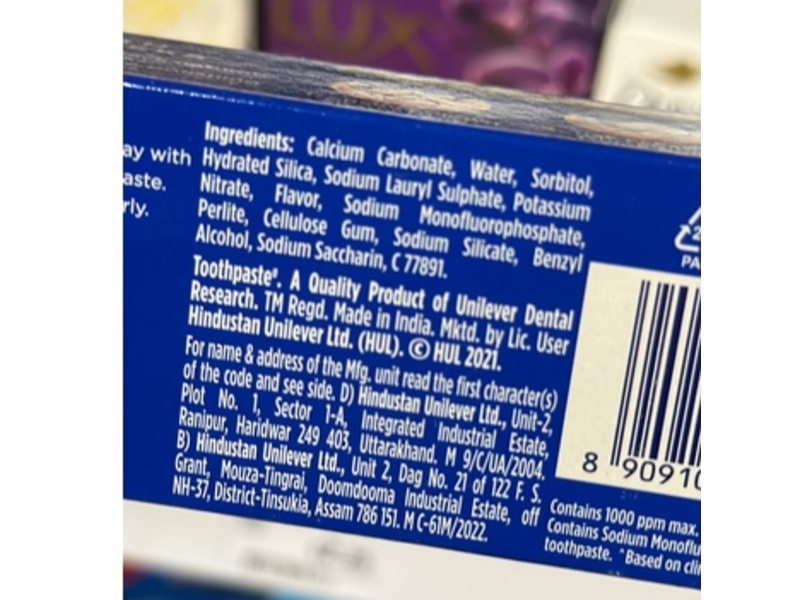 LUX
ay with
aste.
rly.
Ingredients: Calcium Carbonate, Water, Sorbitol,
Hydrated Silica, Sodium Lauryl Sulphate, Potassium
Nitrate, Flavor, Sodium Monofluorophosphate,
Perlite, Cellulose Gum, Sodium Silicate, Benzyl
Alcohol, Sodium Saccharin, C 77891.
Toothpaste#. A Quality Product of Unilever Dental
Research. TM Regd. Made in India. Mktd. by Lic. User
Hindustan Unilever Ltd. (HUL). © HUL 2021.
For name & address of the Mfg. unit read the first character(s)
of the code and see side. D) Hindustan Unilever Ltd., Unit-2,
Plot No. 1, Sector 1-A, Integrated Industrial Estate,
Ranipur, Haridwar 249 403, Uttarakhand. M 9/C/UA/2004.
B) Hindustan Unilever Ltd., Unit 2, Dag No. 21 of 122 F. S.
Grant, Mouza-Tingrai, Doomdooma Industrial Estate, off
NH-37, District-Tinsukia, Assam 786 151. M C-61M/2022.
2
PA
8 90910
Contains 1000 ppm max.
Contains Sodium Monoflu
toothpaste. ^Based on cli